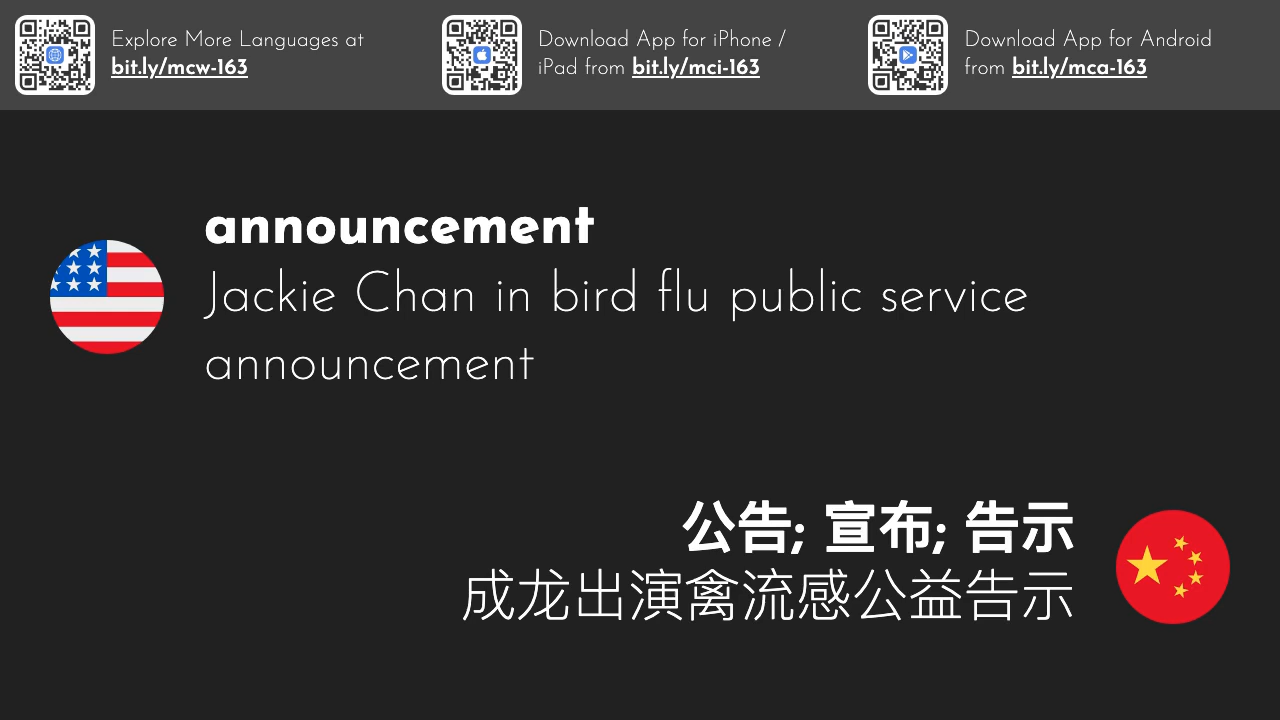 Explore More Languages at
bit.ly/mcw-163
Download App for iPhone /
iPad from bit.ly/mci-163
Download App for Android
from bit.ly/mca-163
announcement
Jackie Chan in bird flu public service
announcement
公告; 宣布; 告示
成龙出演禽流感公益告示